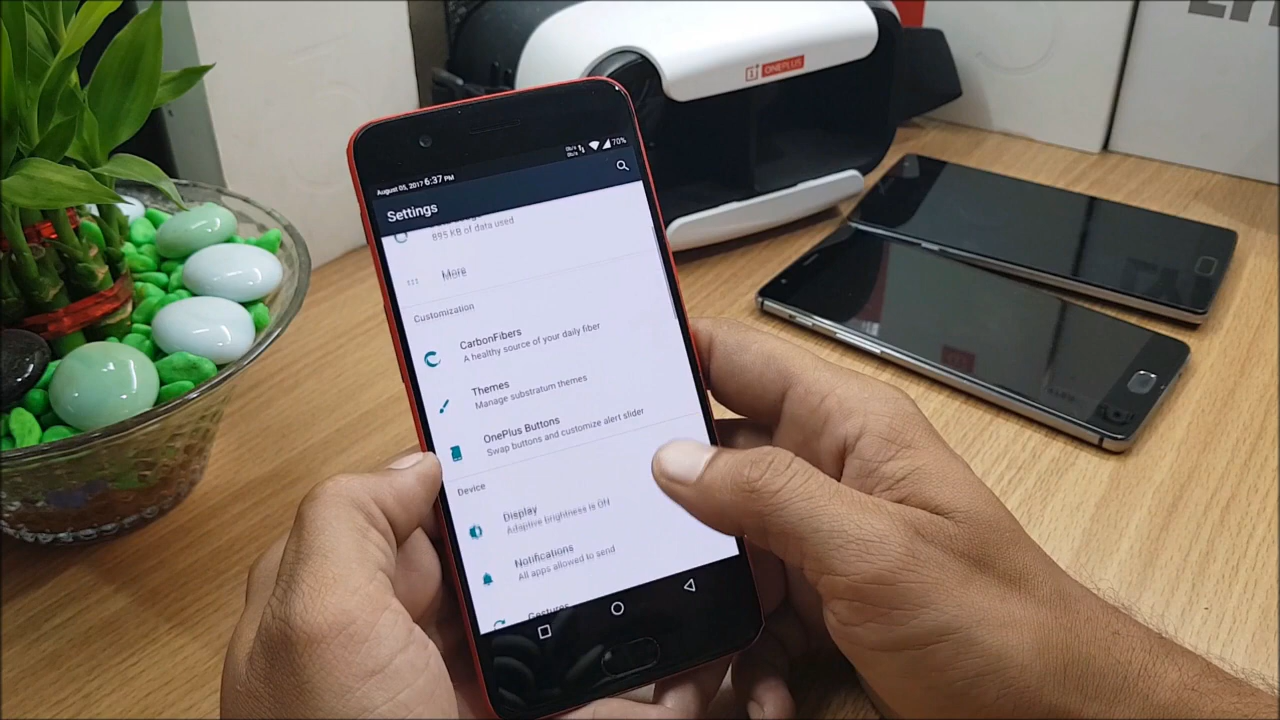 ONEPLUS
August 05, 2017 6:37 PM
70%
Settings
895 KB of data used
More
Customization
CarbonFibers
A healthy source of your daily fiber
Themes
Manage substratum themes
OnePlus Buttons
Swap buttons and customize alert slider
Device
Display
Adaptive brightness is ON
Notifications
All apps allowed to send
Gestures